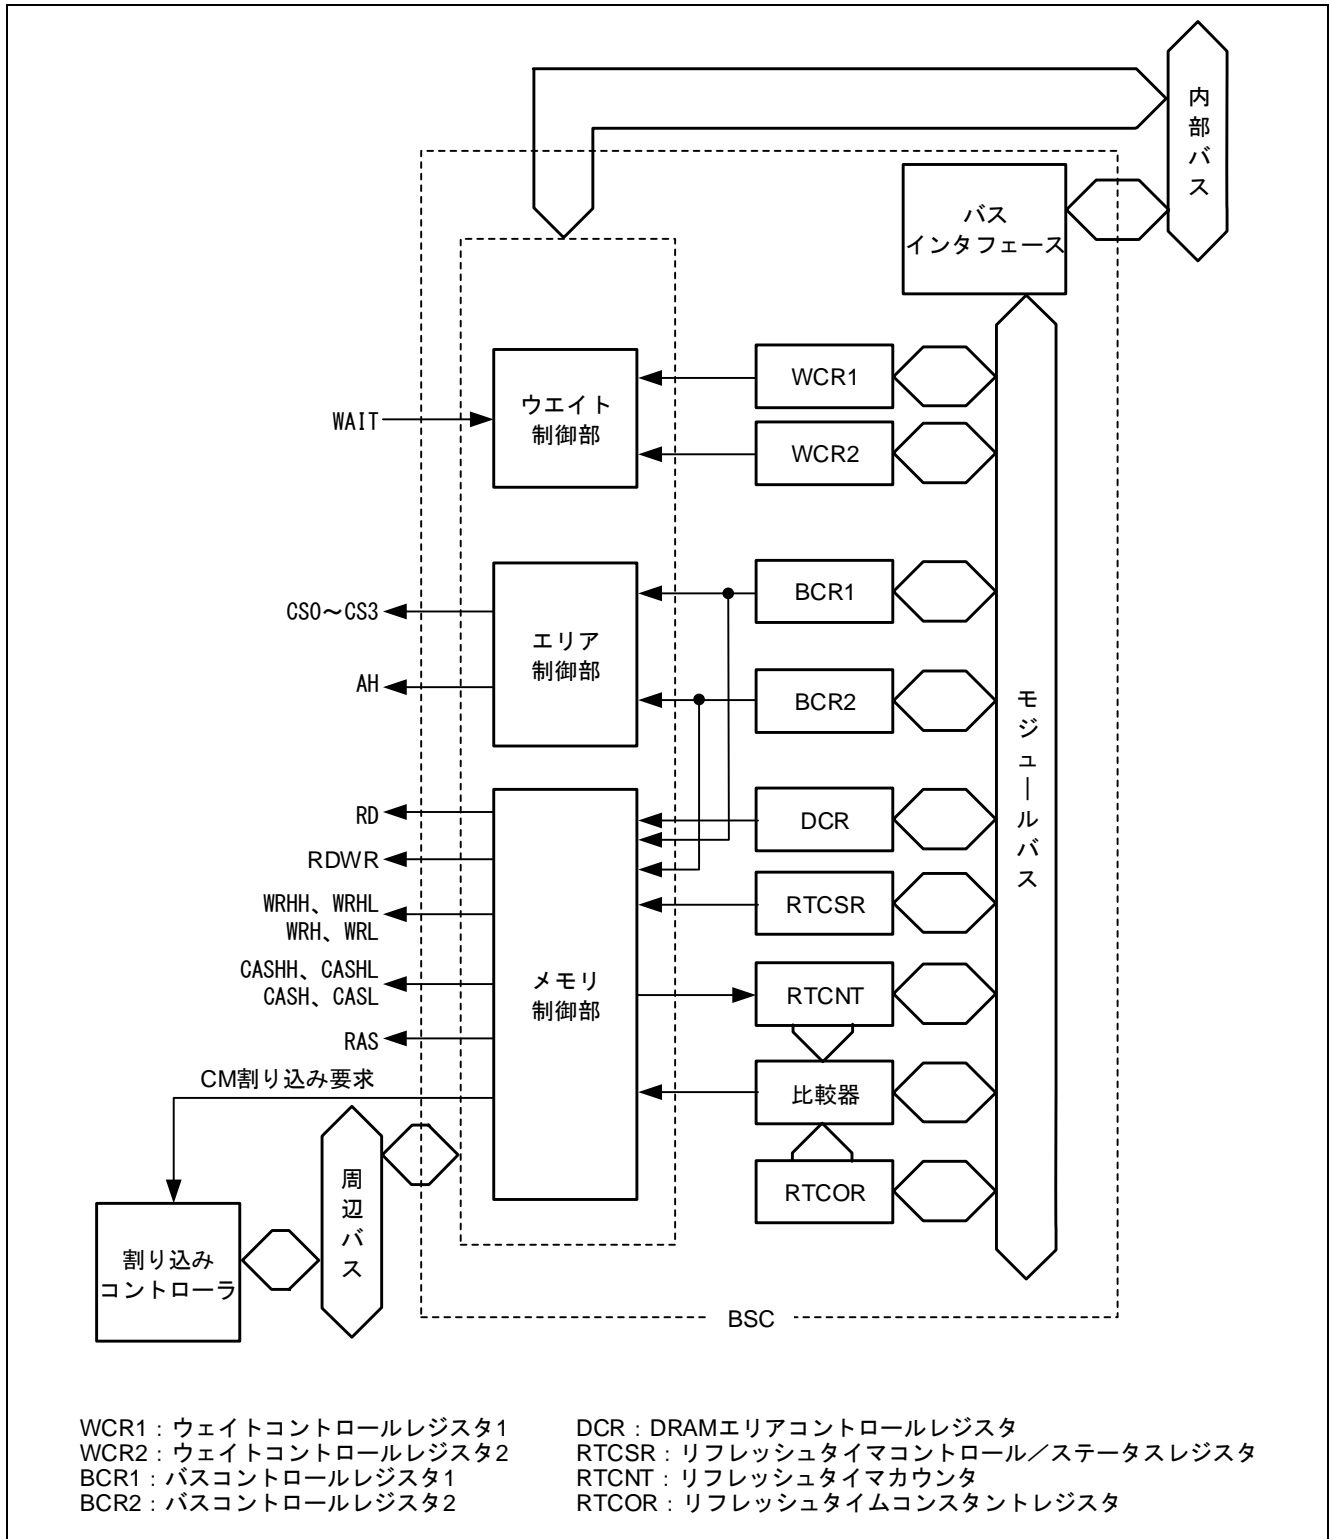 内部バス
バス
インタフェース
WCR1
ウエイト
制御部
WAIT
WCR2
BCR1
CS0～CS3
エリア
制御部
AH
BCR2
モジュールバス
RD
DCR
RDWR
WRHH、WRHL
WRH、WRL
RTCSR
CASHH、CASHL
CASH、CASL
メモリ
制御部
RTCNT
RAS
CM割り込み要求
比較器
周辺バス
RTCOR
割り込み
コントローラ
BSC
WCR1：ウェイトコントロールレジスタ1
WCR2：ウェイトコントロールレジスタ2
BCR1：バスコントロールレジスタ1
BCR2：バスコントロールレジスタ2
DCR：DRAMエリアコントロールレジスタ
RTCSR：リフレッシュタイマコントロール／ステータスレジスタ
RTCNT：リフレッシュタイマカウンタ
RTCOR：リフレッシュタイムコンスタントレジスタ